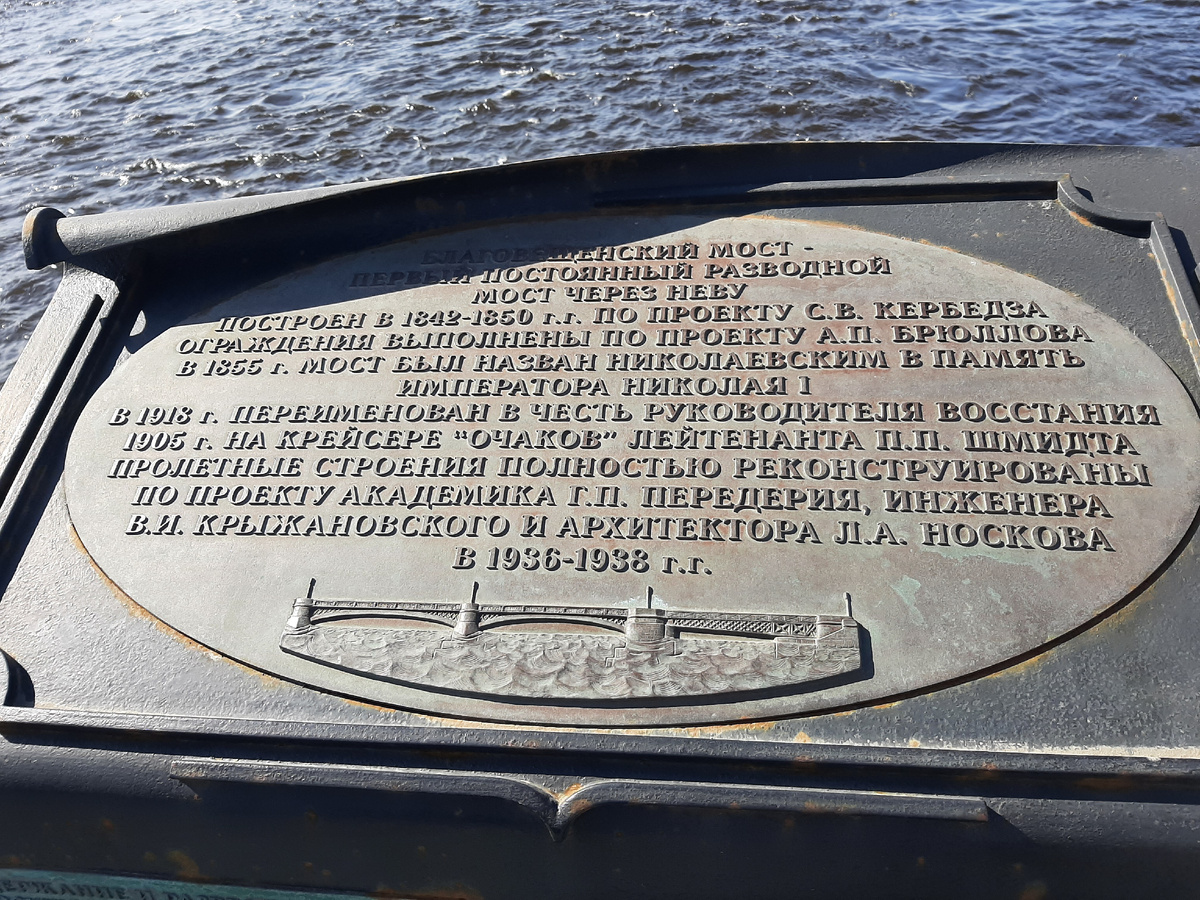 БЛАГОВЕЩЕНСКИЙ МОСТ -
ПЕРВЫЙ ПОСТОЯННЫЙ РАЗВОДНОЙ
МОСТ ЧЕРЕЗ НЕВУ
ПОСТРОЕН В 1842-1850 г.г. ПО ПРОЕКТУ С.В. КЕРБЕДЗА
ОГРАЖДЕНИЯ ВЫПОЛНЕНЫ ПО ПРОЕКТУ А.П. БРЮЛЛОВА
В 1855 г. МОСТ БЫЛ НАЗВАН НИКОЛАЕВСКИМ В ПАМЯТЬ
ИМПЕРАТОРА НИКОЛАЯ I
В 1918 г. ПЕРЕИМЕНОВАН В ЧЕСТЬ РУКОВОДИТЕЛЯ ВОССТАНИЯ
1905 г. НА КРЕЙСЕРЕ "ОЧАКОВ" ЛЕЙТЕНАНТА П.П. ШМИДТА
ПРОЛЕТНЫЕ СТРОЕНИЯ ПОЛНОСТЬЮ РЕКОНСТРУИРОВАНЫ
ПО ПРОЕКТУ АКАДЕМИКА Г.П. ПЕРЕДЕРИЯ, ИНЖЕНЕРА
В.И. КРЫЖАНОВСКОГО И АРХИТЕКТОРА Л.А. НОСКОВА
В 1936-1938 г.г.